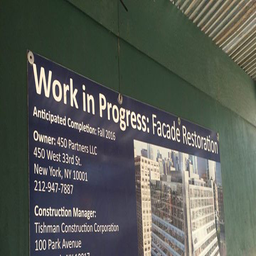 Work in Progress: Facade Restoration
Anticipated Completion: Fall 2016
Owner: 450 Partners LLC
450 West 33rd St.
New York, NY 10001
212-947-7887
Construction Manager:
Tishman Construction Corporation
100 Park Avenue